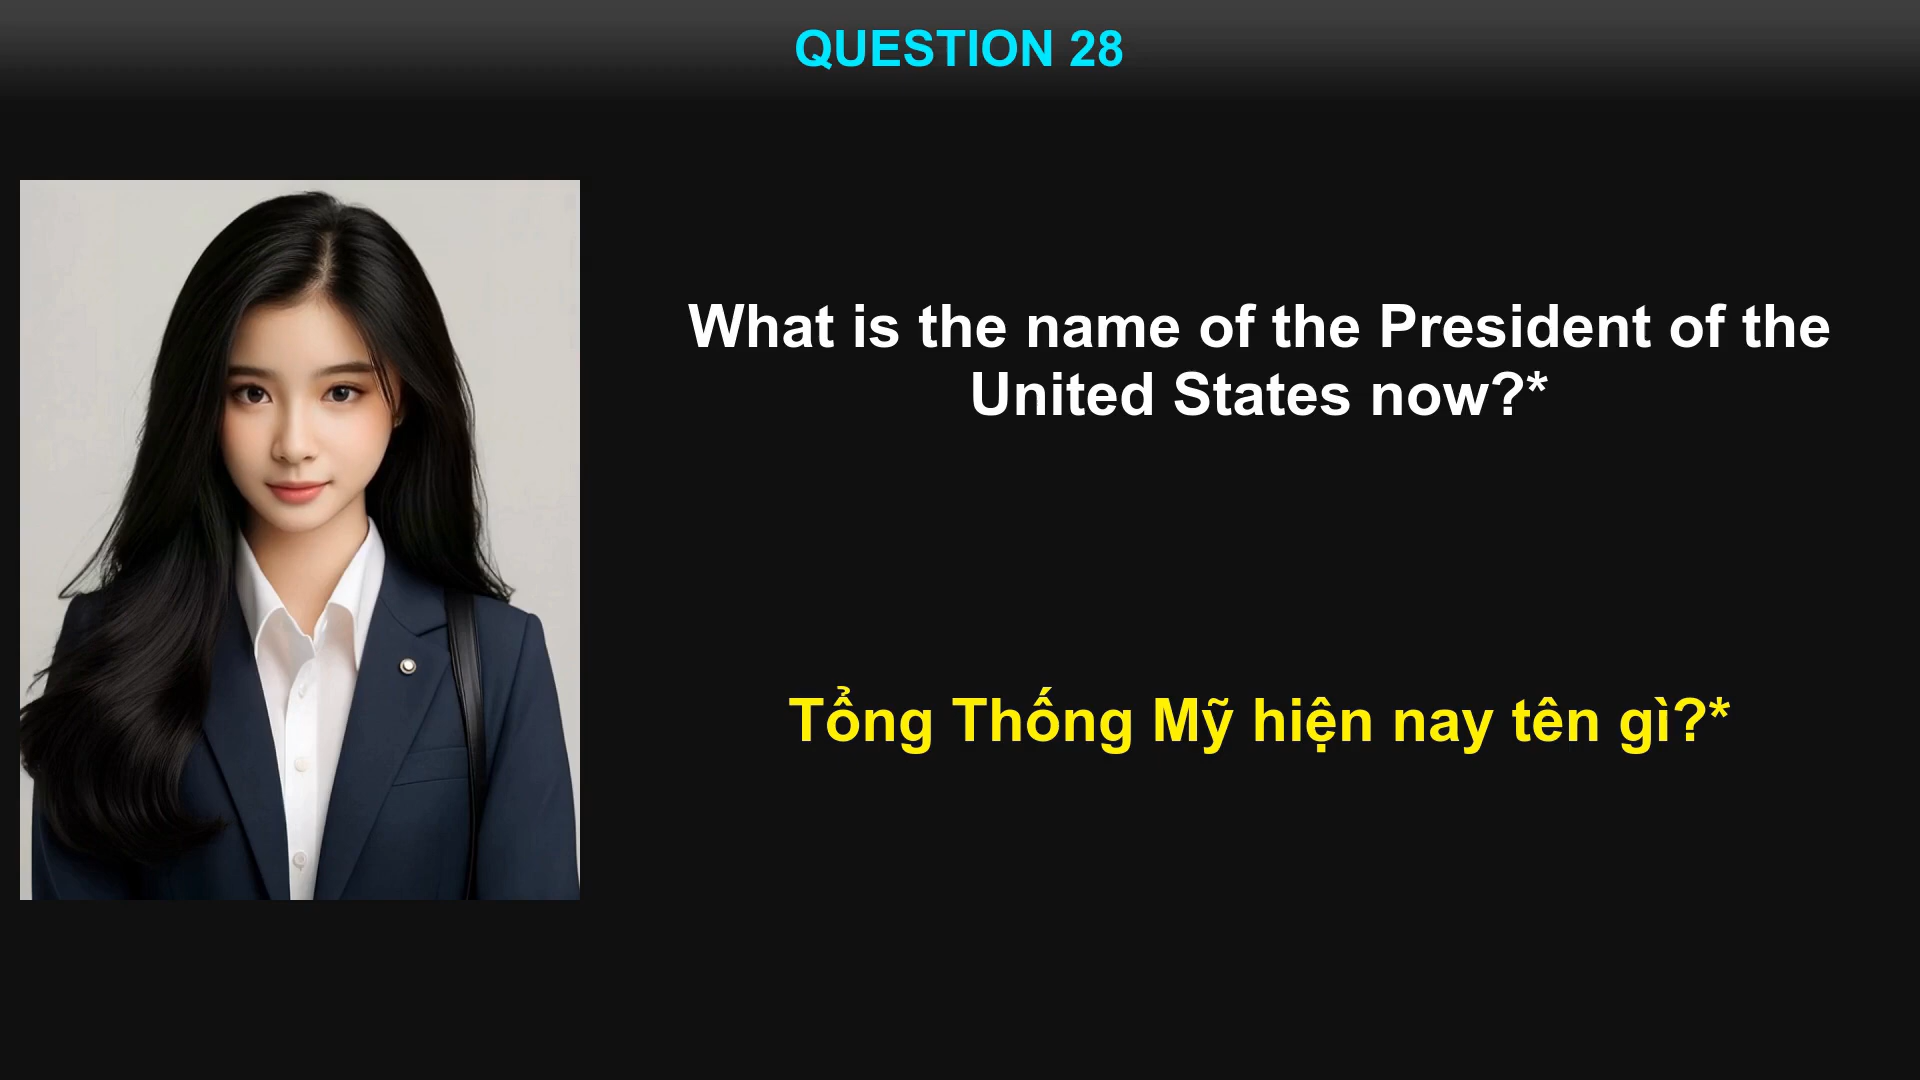 QUESTION 28
What is the name of the President of the
United States now?*
Tổng Thống Mỹ hiện nay tên gì?*